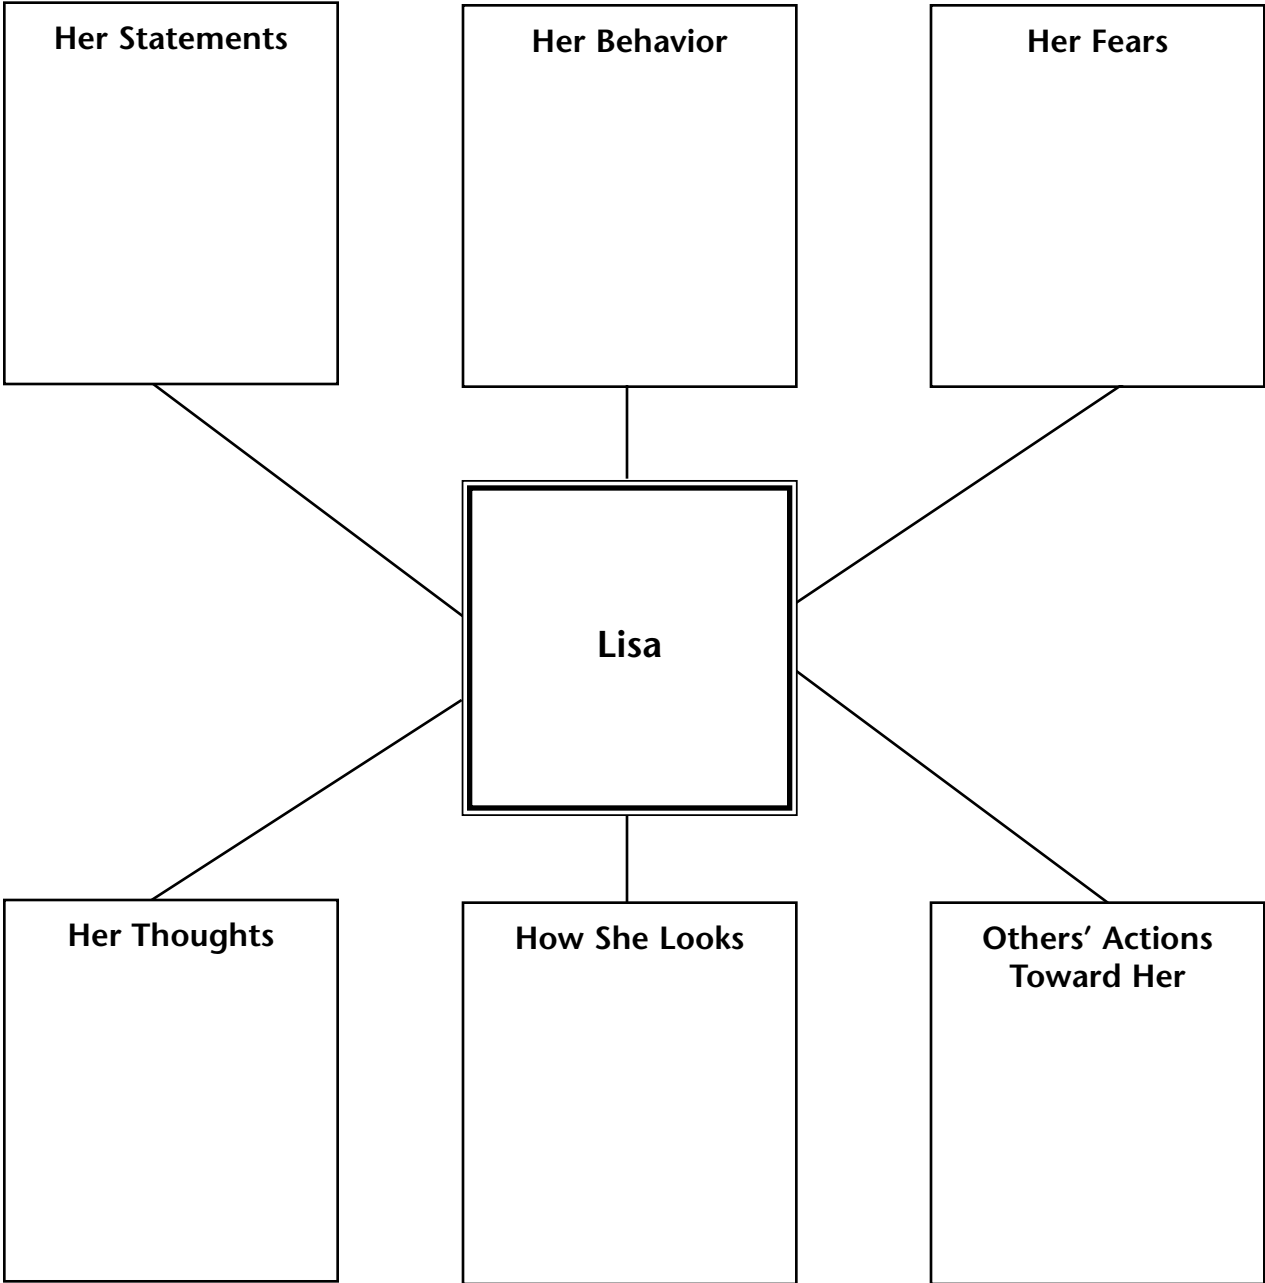 Her Statements
Her Behavior
Her Fears
Lisa
Her Thoughts
How She Looks
Others’ Actions
Toward Her